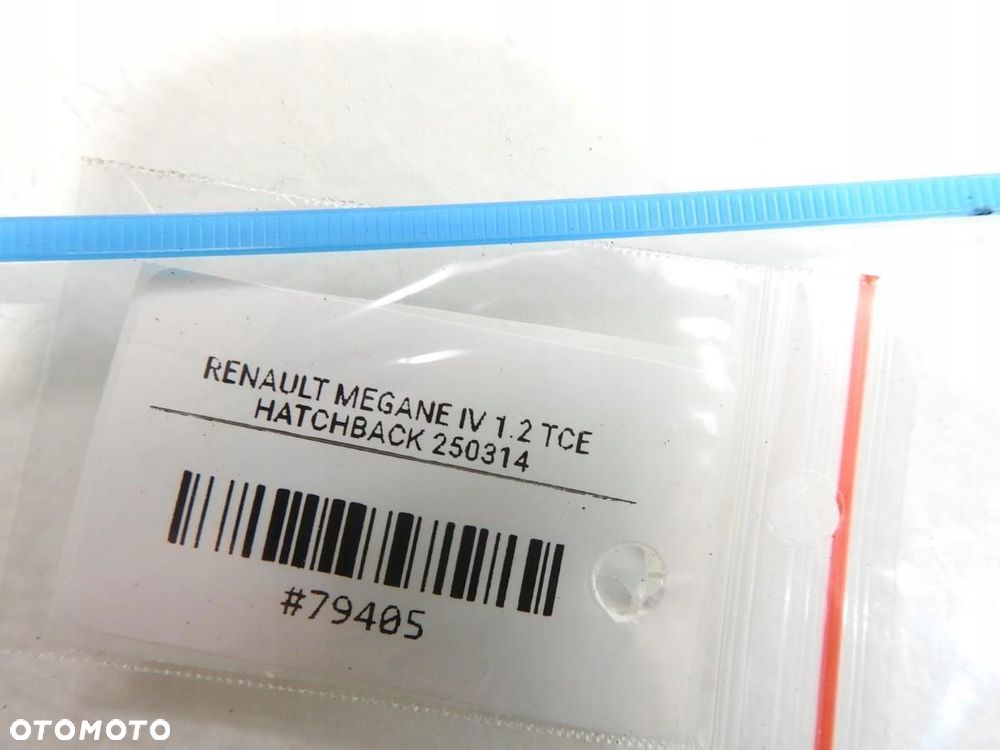 RENAULT MEGANE IV 1.2 TCE
HATCHBACK 250314
#79405
OTOMOTO